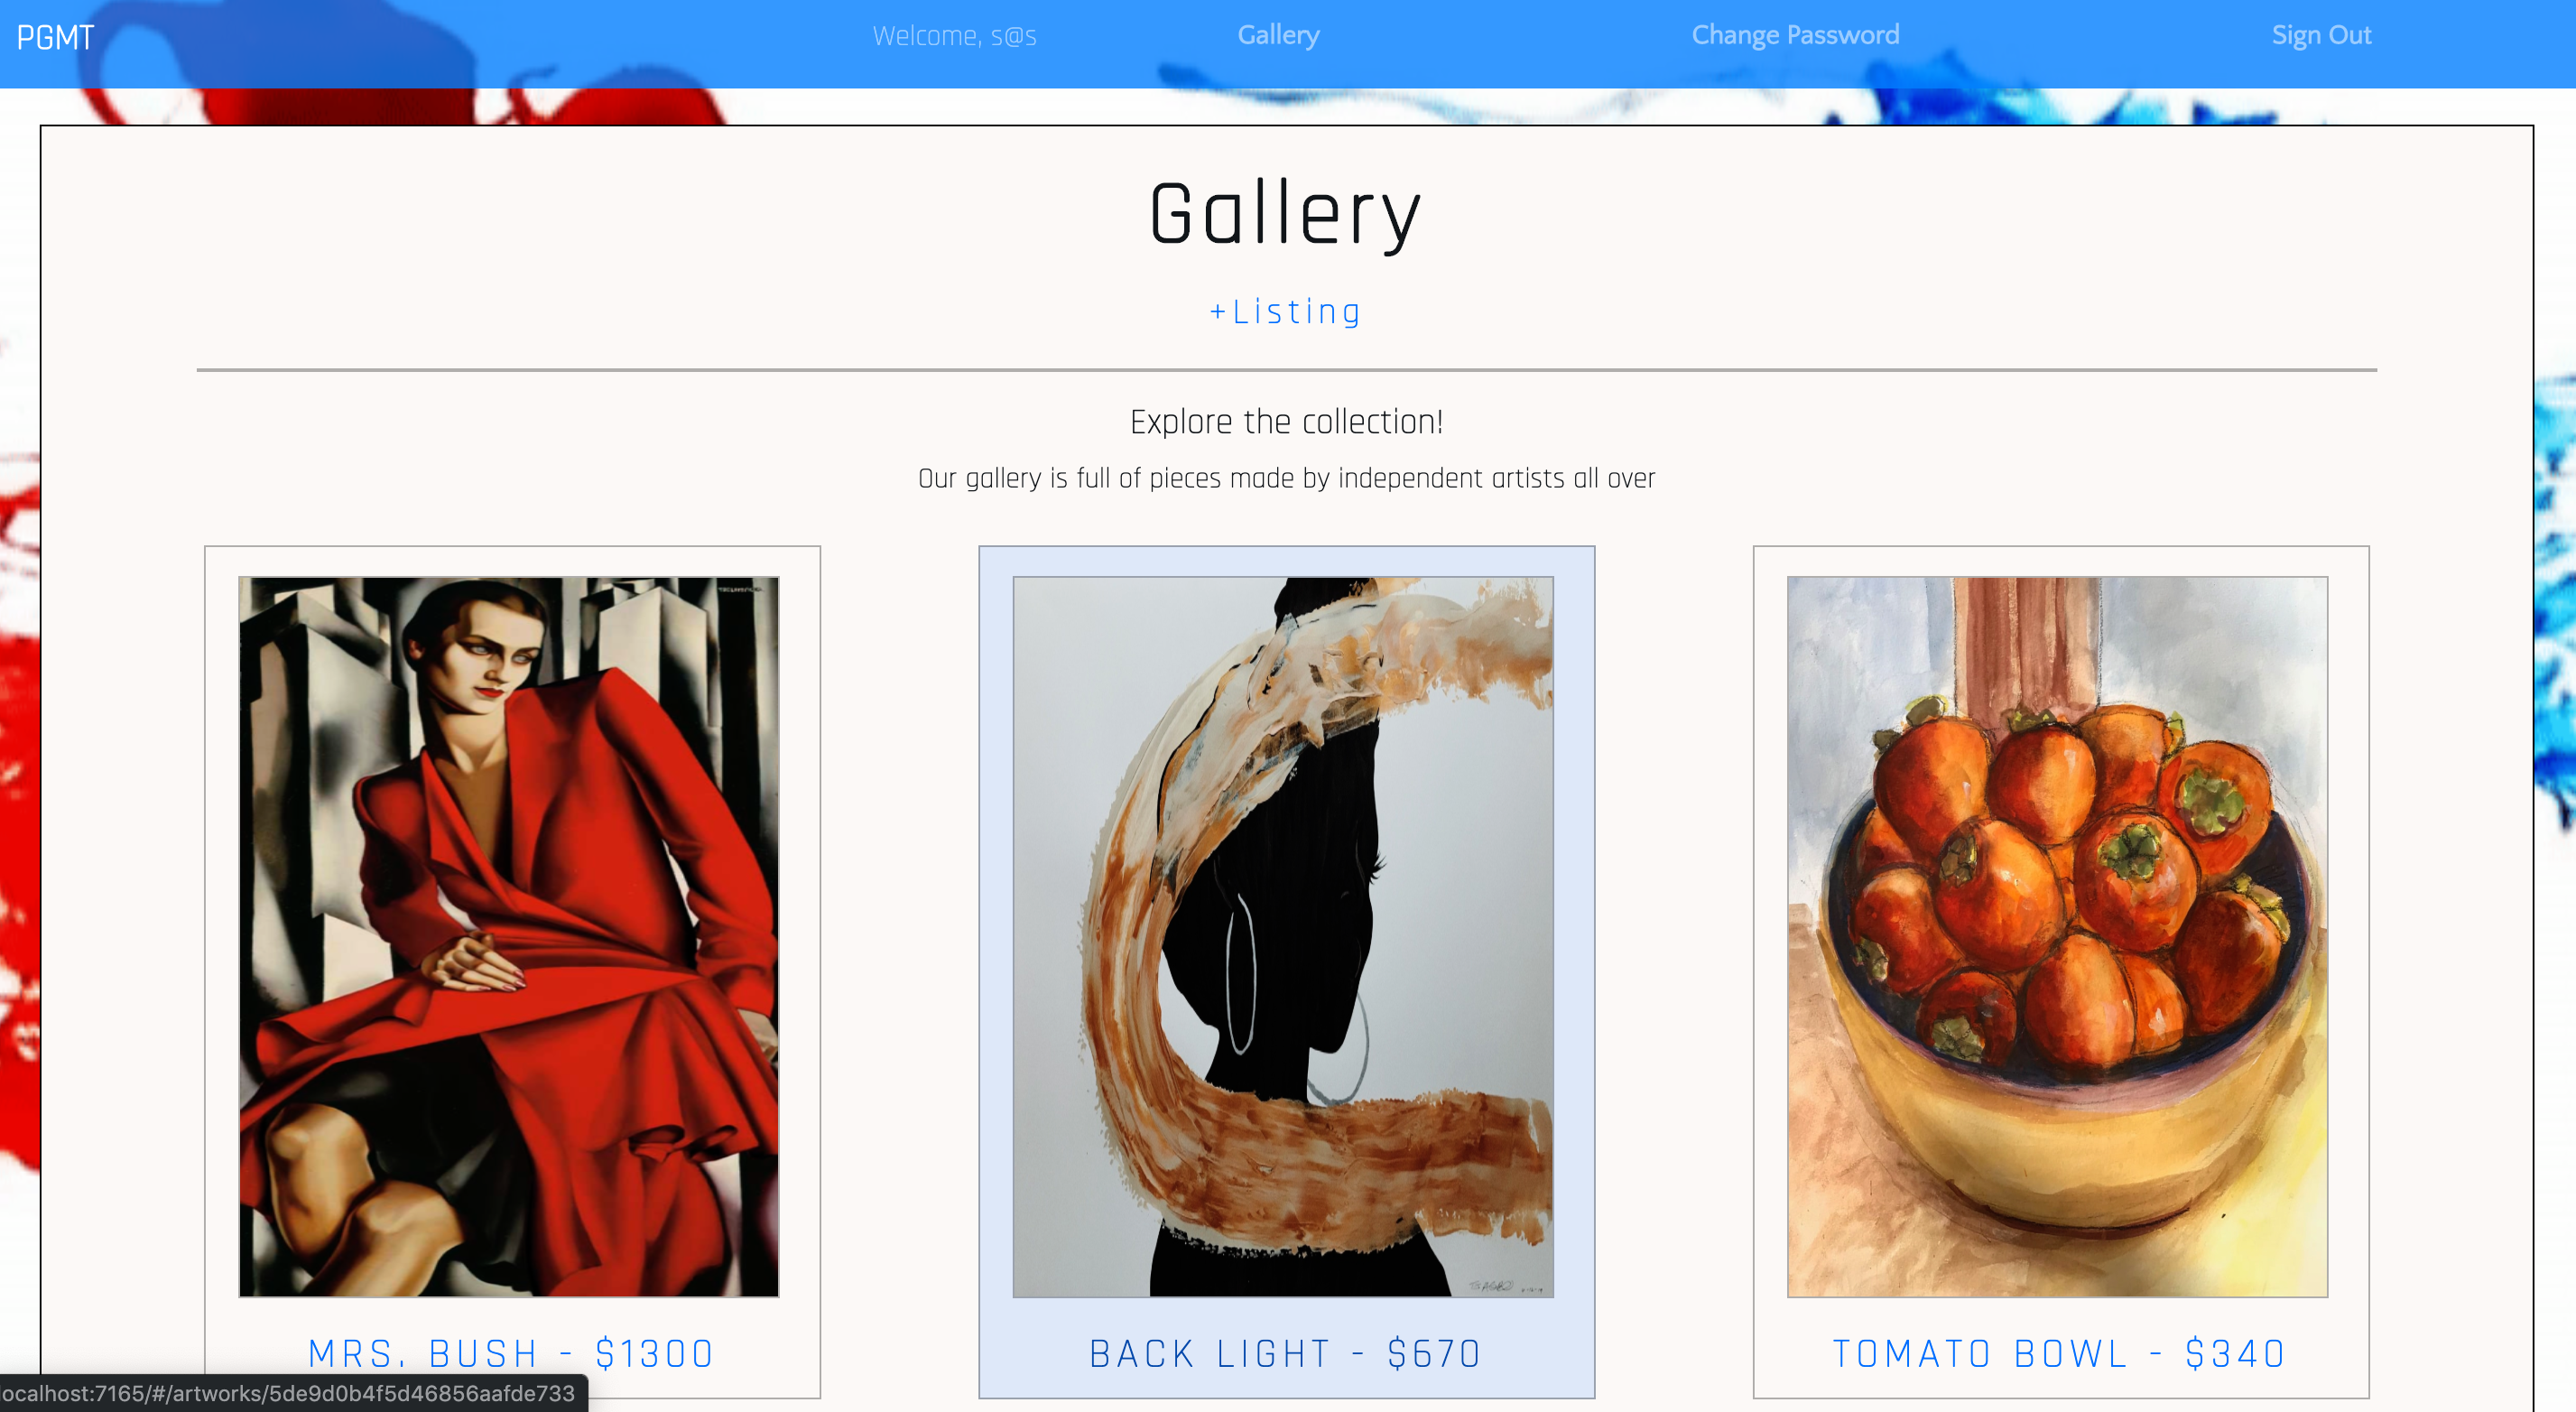 PGMT Welcome, s@s Gallery Change Password Sign Out
Gallery
+Listing
Explore the collection!
Our gallery is full of pieces made by independent artists all over
MRS. BUSH - $1300
BACK LIGHT - $670
TOMATO BOWL - $340
localhost:7165/#/artworks/5de9d0b4f5d46856aafde733